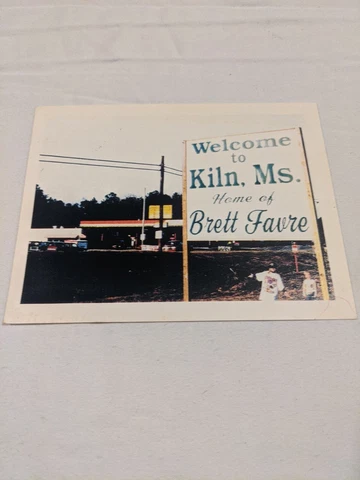 Welcome
to
Kiln, Ms.
Home of
Brett Favre